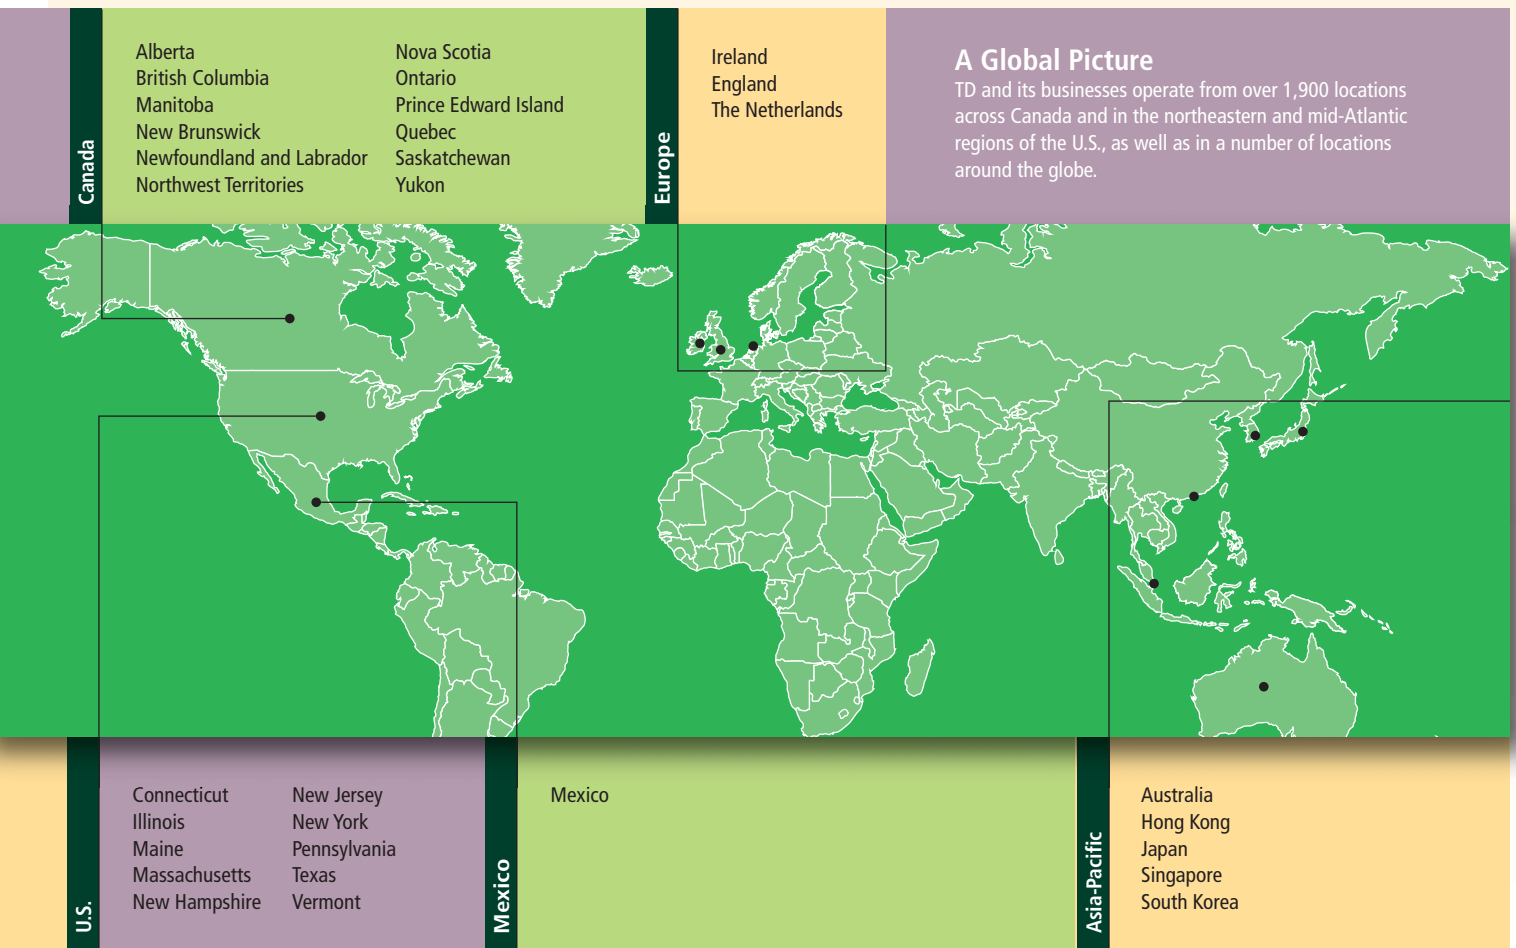 Canada
Alberta
British Columbia
Manitoba
New Brunswick
Newfoundland and Labrador
Northwest Territories
Nova Scotia
Ontario
Prince Edward Island
Quebec
Saskatchewan
Yukon
Europe
Ireland
England
The Netherlands
A Global Picture
TD and its businesses operate from over 1,900 locations
across Canada and in the northeastern and mid-Atlantic
regions of the U.S., as well as in a number of locations
around the globe.
U.S.
Connecticut
Illinois
Maine
Massachusetts
New Hampshire
New Jersey
New York
Pennsylvania
Texas
Vermont
Mexico
Mexico
Asia-Pacific
Australia
Hong Kong
Japan
Singapore
South Korea